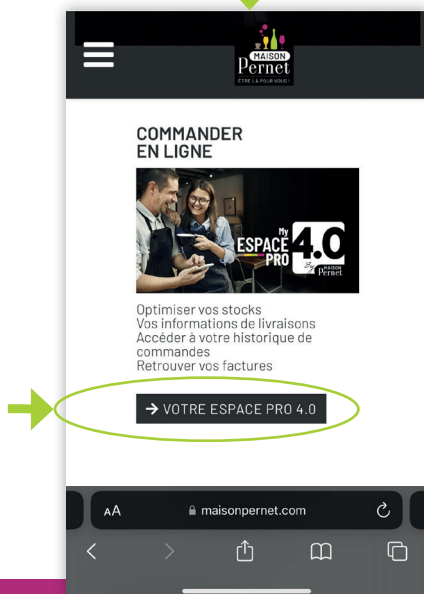 MAISON
Pernet
ÊTRE LÀ POUR VOUS !
COMMANDER
EN LIGNE
My
ESPACE 4.0
PRO
MAISON
Pernet
Optimiser vos stocks
Vos informations de livraisons
Accéder à votre historique de
commandes
Retrouver vos factures
→ VOTRE ESPACE PRO 4.0
AA maisonpernet.com